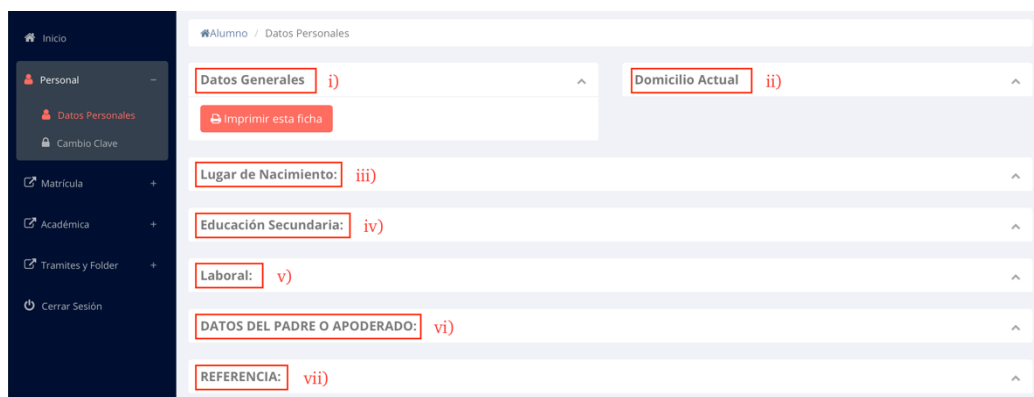 Inicio
Personal
Datos Personales
Cambio Clave
Matrícula
Académica
Tramites y Folder
Cerrar Sesión
Alumno / Datos Personales
Datos Generales i)
Imprimir esta ficha
Domicilio Actual ii)
Lugar de Nacimiento: iii)
Educación Secundaria: iv)
Laboral: v)
DATOS DEL PADRE O APODERADO: vi)
REFERENCIA: vii)